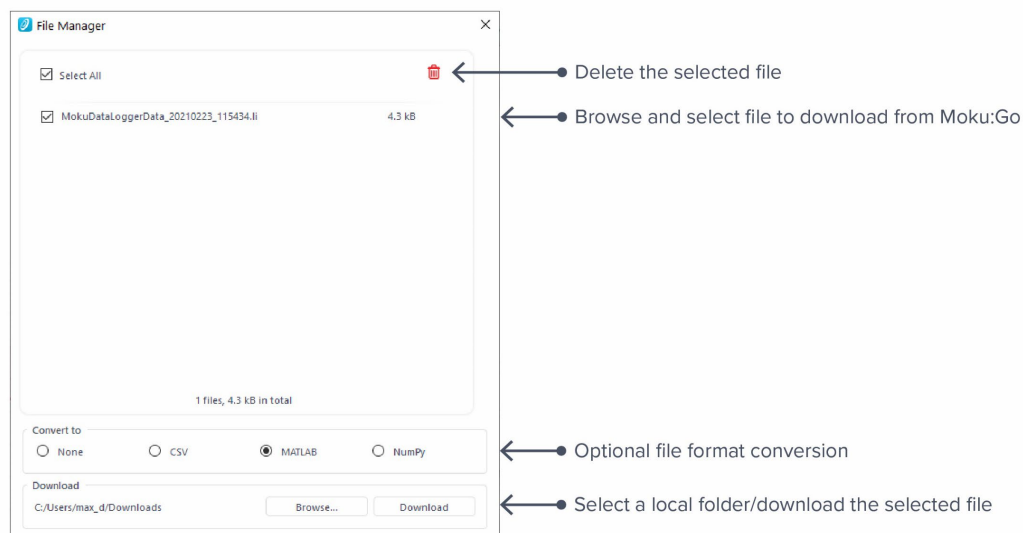 File Manager
Select All
Delete the selected file
MokuDataLoggerData_20210223_115434.li
4.3 kB
Browse and select file to download from Moku:Go
1 files, 4.3 kB in total
Convert to
None
CSV
MATLAB
NumPy
Optional file format conversion
Download
C:/Users/max_d/Downloads
Browse...
Download
Select a local folder/download the selected file